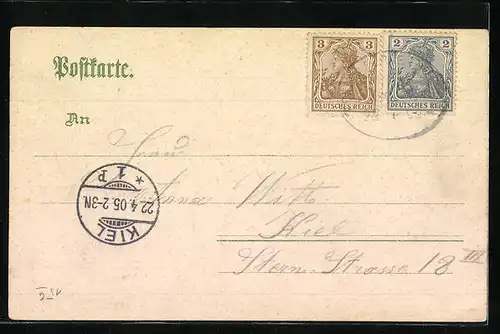 Postkarte.
3 3
DEUTSCHES REICH
2 2
DEUTSCHES REICH
An
Frau
Witt
Kiel
Stern-Strasse 18 III
KIEL
22.4.05.2-3N.
* 1 P